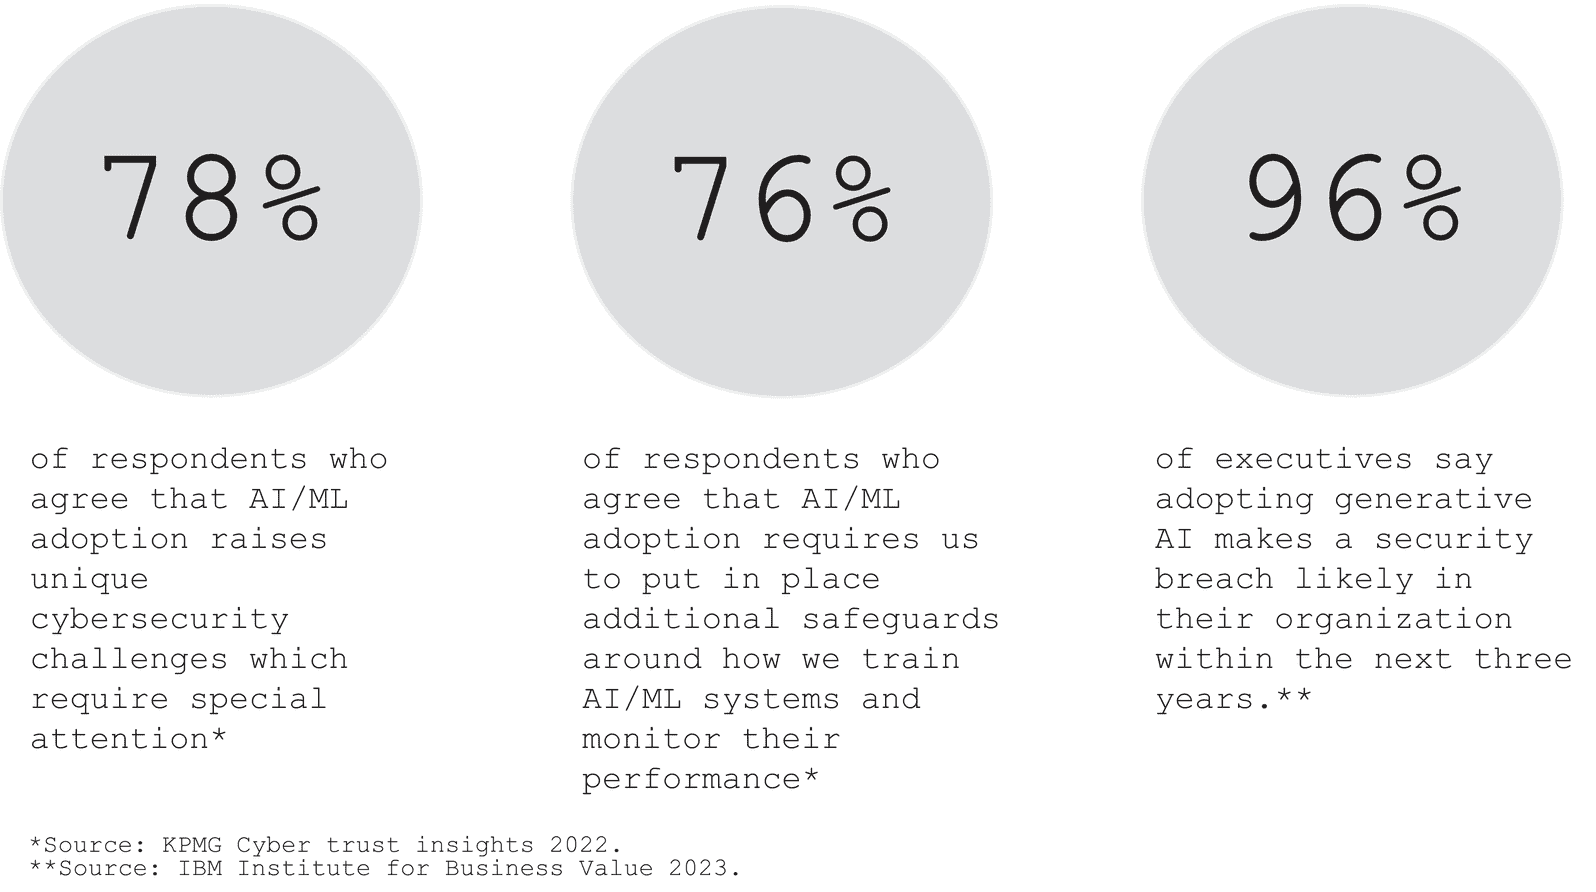 78%
of respondents who
agree that AI/ML
adoption raises
unique
cybersecurity
challenges which
require special
attention*
76%
of respondents who
agree that AI/ML
adoption requires us
to put in place
additional safeguards
around how we train
AI/ML systems and
monitor their
performance*
96%
of executives say
adopting generative
AI makes a security
breach likely in
their organization
within the next three
years.**
*Source: KPMG Cyber trust insights 2022.
**Source: IBM Institute for Business Value 2023.